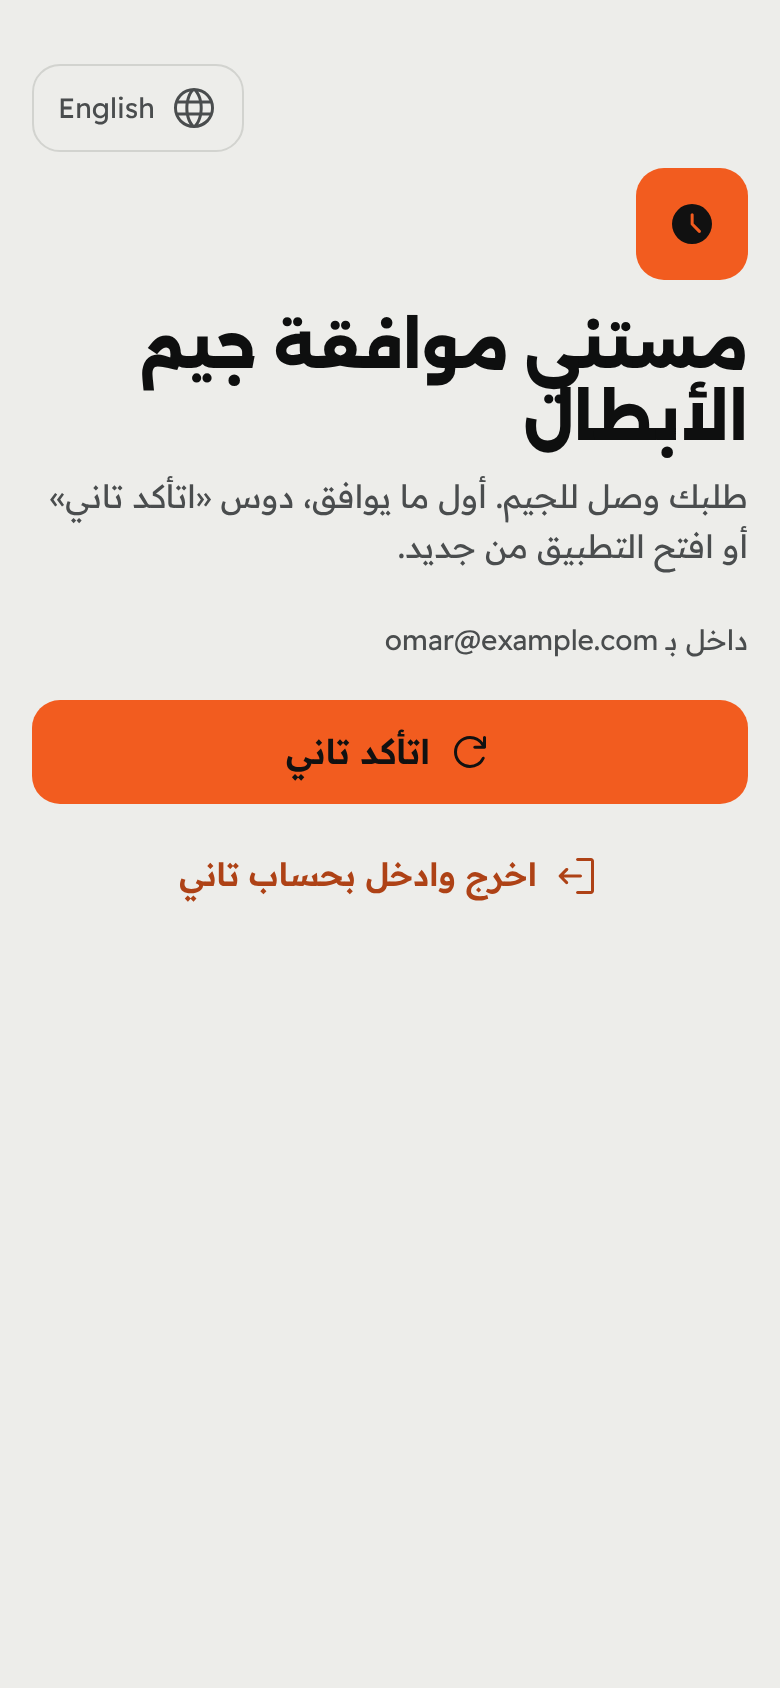 English
مستني موافقة جيم
الأبطال
طلبك وصل للجيم. أول ما يوافق، دوس «اتأكد تاني»
أو افتح التطبيق من جديد.
داخل بـ omar@example.com
اتأكد تاني
اخرج وادخل بحساب تاني